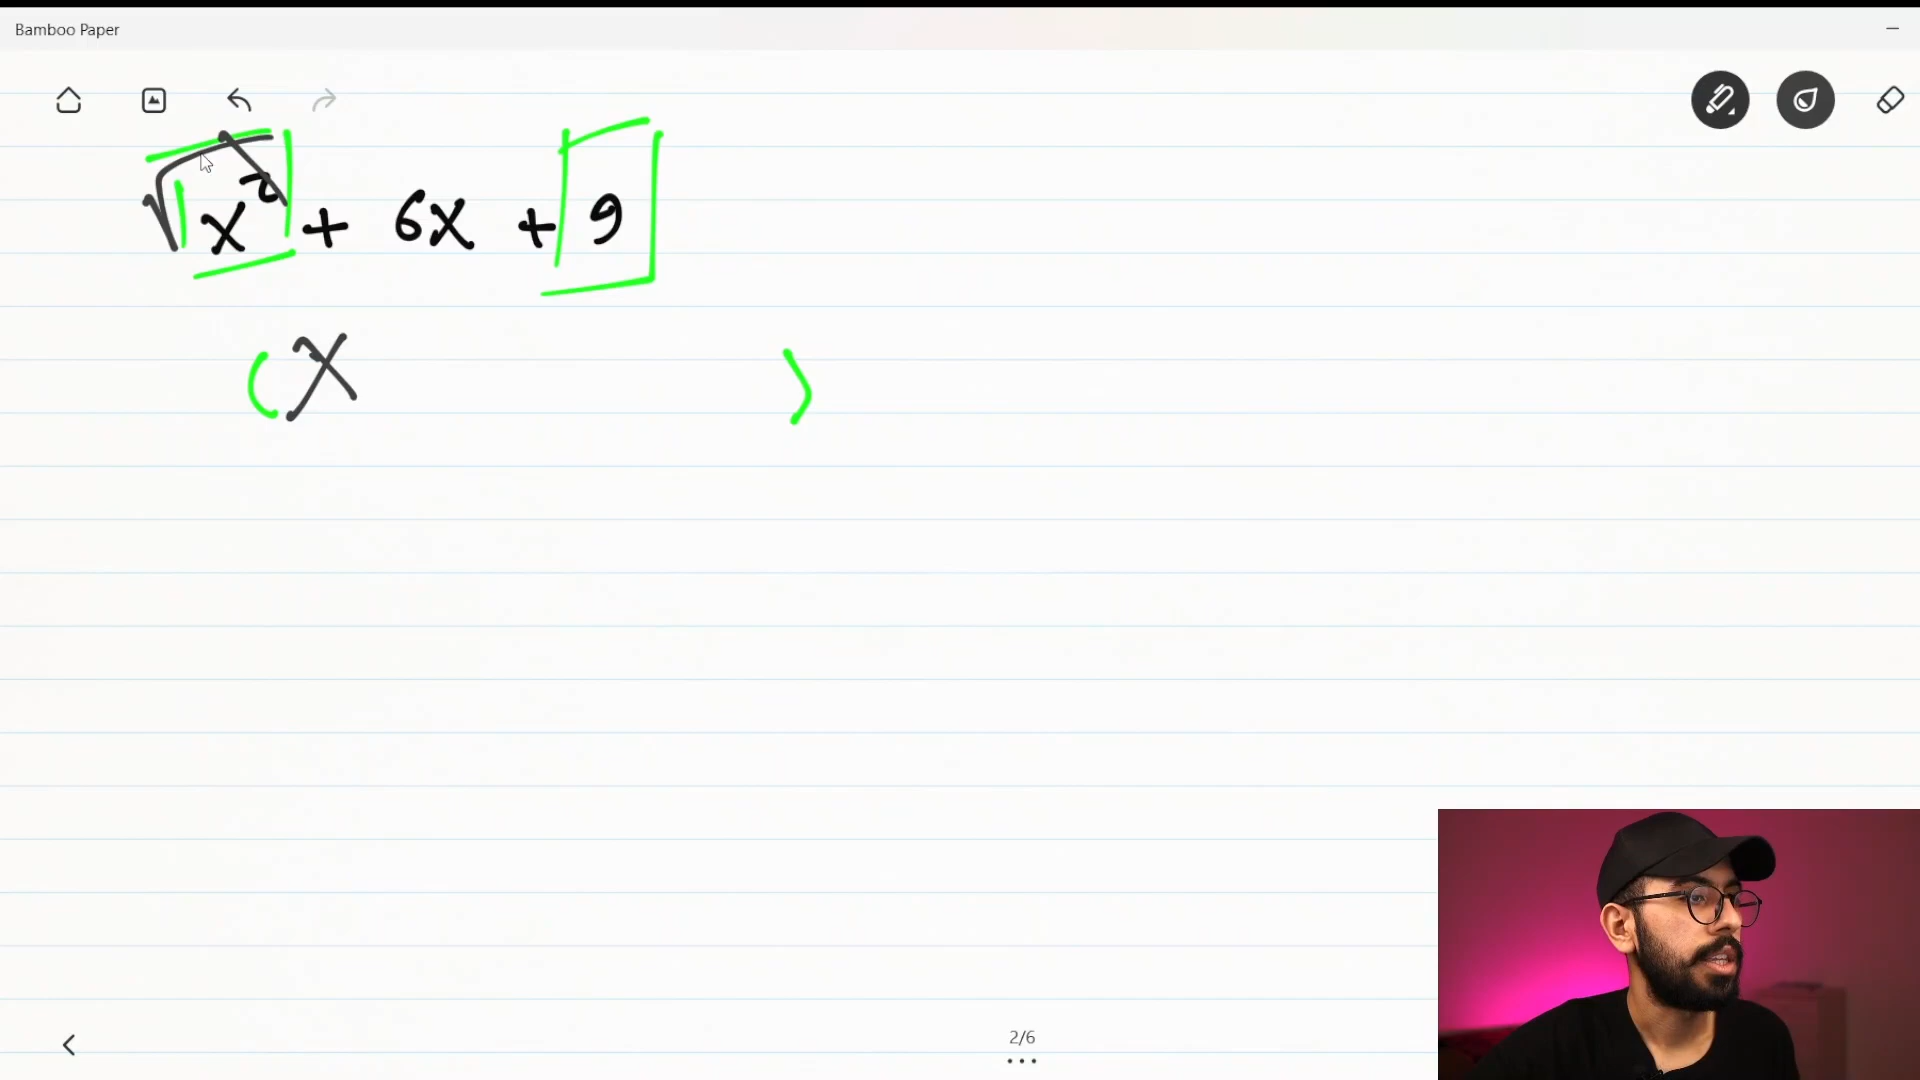 Bamboo Paper
√x² + 6x + 9
(x )
2/6